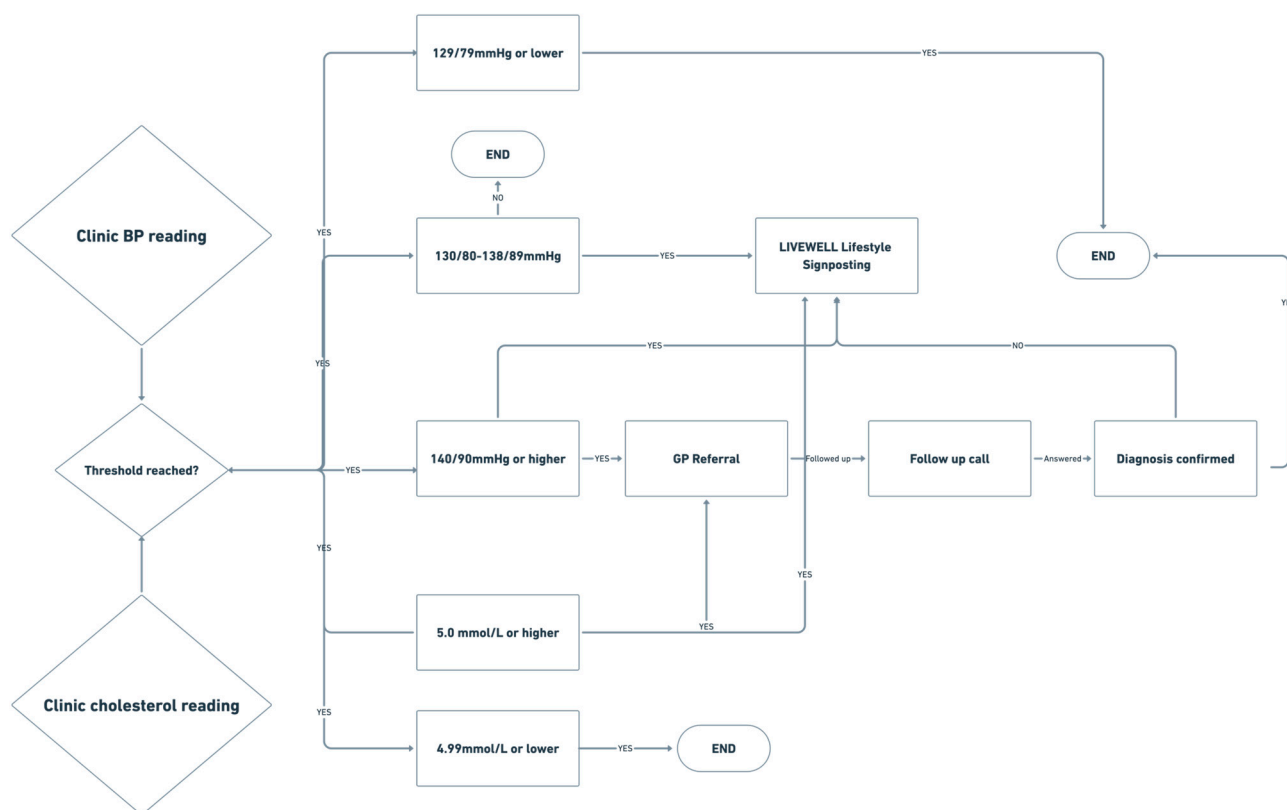 129/79mmHg or lower
YES
END
NO
Clinic BP reading
YES
130/80-138/89mmHg
YES
LIVEWELL Lifestyle
Signposting
END
YES
YES
NO
Threshold reached?
YES
140/90mmHg or higher
YES
GP Referral
Followed up
Follow up call
Answered
Diagnosis confirmed
YES
YES
5.0 mmol/L or higher
YES
Clinic cholesterol reading
YES
4.99mmol/L or lower
YES
END